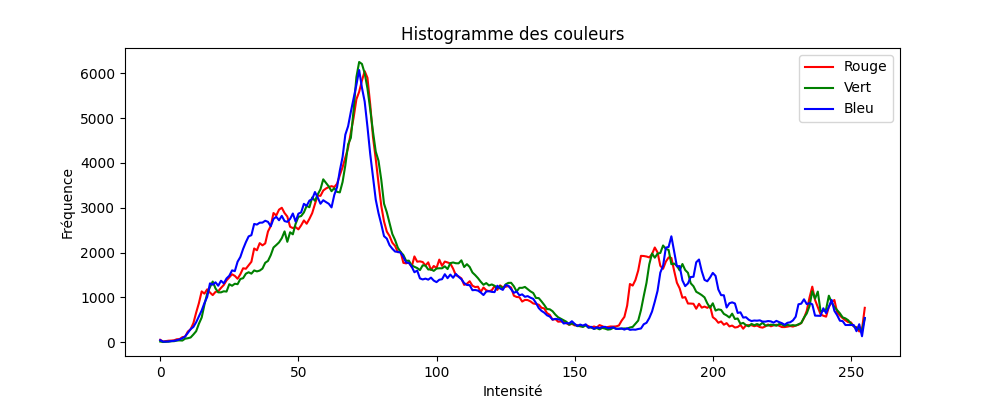 Histogramme des couleurs
Rouge
Vert
Bleu
Fréquence
6000
5000
4000
3000
2000
1000
0
0 50 100 150 200 250
Intensité